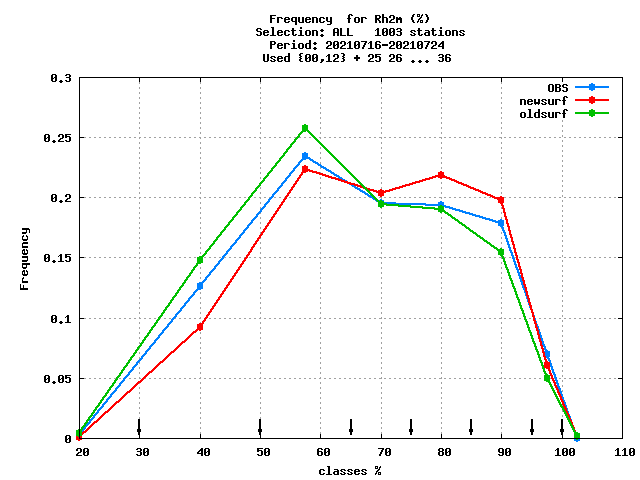 Frequency  for Rh2m (%)
Selection: ALL   1003 stations
Period: 20210716-20210724
Used {00,12} + 25 26 ... 36
0.3
0.25
0.2
0.15
0.1
0.05
0
Frequency
OBS
newsurf
oldsurf
20 30 40 50 60 70 80 90 100 110
classes %